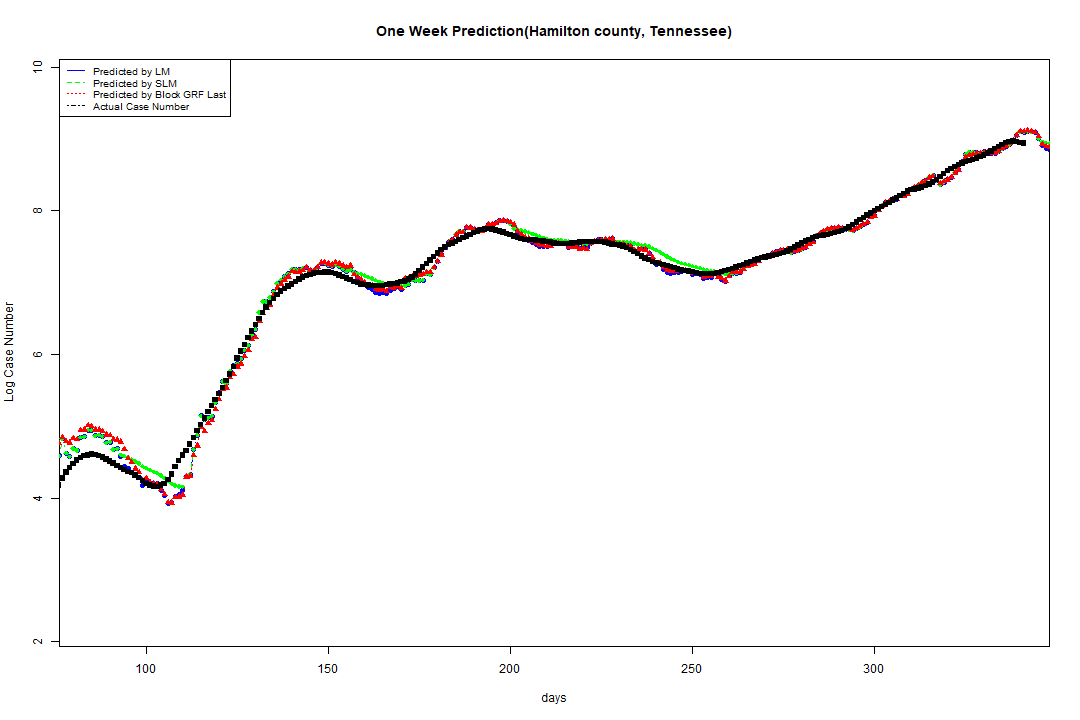 One Week Prediction(Hamilton county, Tennessee)
Predicted by LM
Predicted by SLM
Predicted by Block GRF Last
Actual Case Number
10
8
6
4
2
Log Case Number
100 150 200 250 300
days